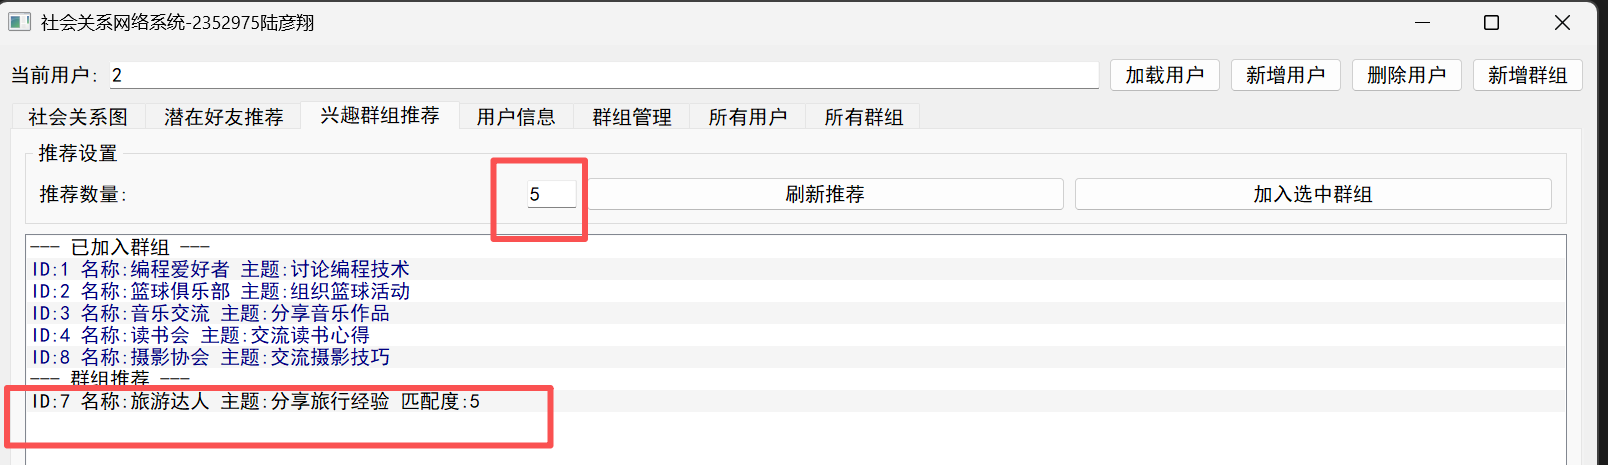 社会关系网络系统-2352975陆彦翔
当前用户: 2 加载用户 新增用户 删除用户 新增群组
社会关系图 潜在好友推荐 兴趣群组推荐 用户信息 群组管理 所有用户 所有群组
推荐设置
推荐数量: 5 刷新推荐 加入选中群组
--- 已加入群组 ---
ID:1 名称:编程爱好者 主题:讨论编程技术
ID:2 名称:篮球俱乐部 主题:组织篮球活动
ID:3 名称:音乐交流 主题:分享音乐作品
ID:4 名称:读书会 主题:交流读书心得
ID:8 名称:摄影协会 主题:交流摄影技巧
--- 群组推荐 ---
ID:7 名称:旅游达人 主题:分享旅行经验 匹配度:5